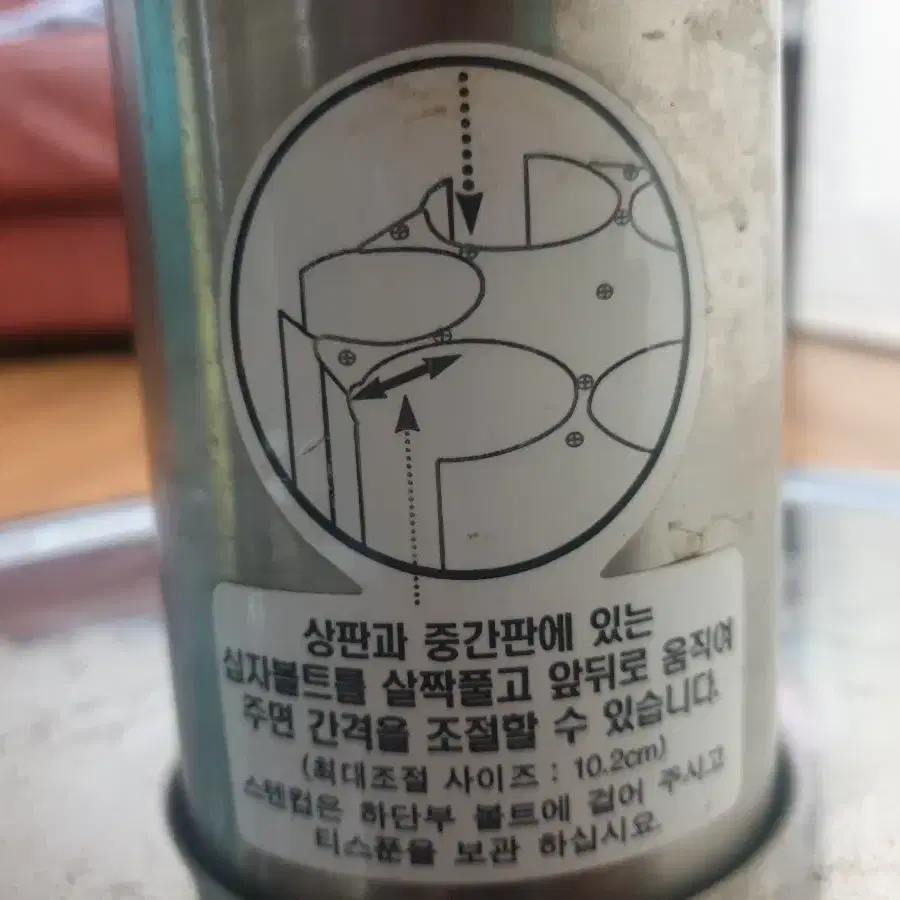 상판과 중간판에 있는
십자볼트를 살짝풀고 앞뒤로 움직여
주면 간격을 조절할 수 있습니다.
(최대조절 사이즈 : 10.2cm)
스텐컵은 하단부 볼트에 걸어 주시고
티스푼을 보관 하십시요.